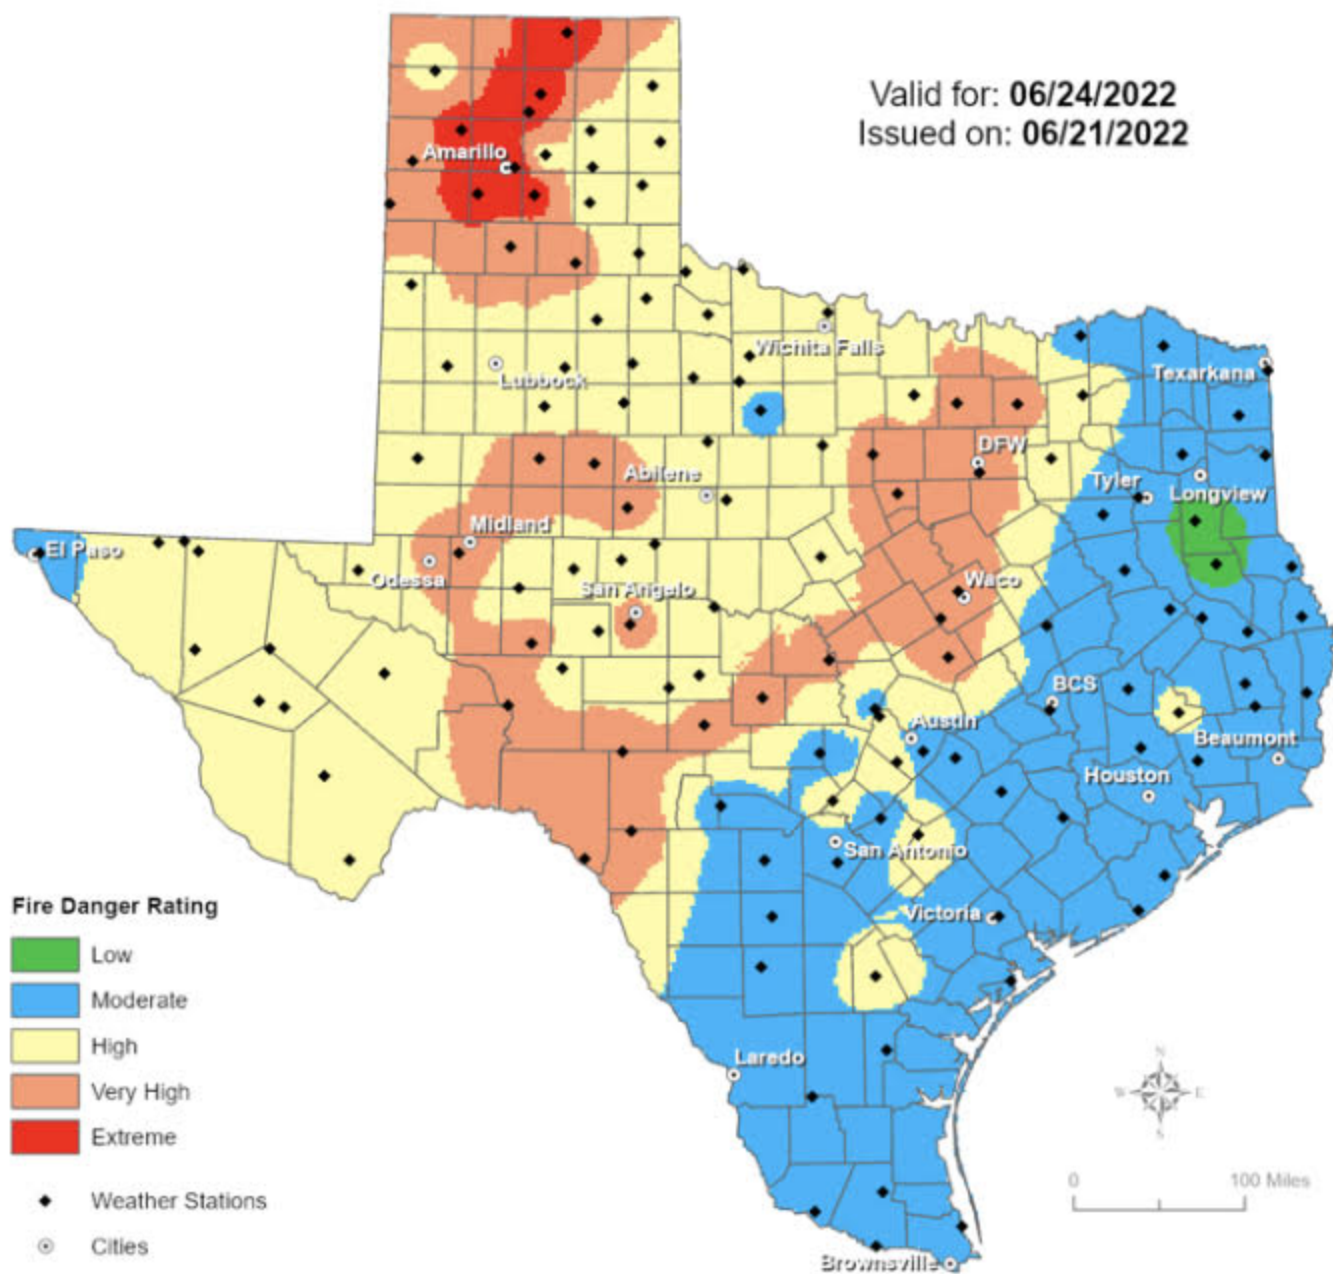 Valid for: 06/24/2022
Issued on: 06/21/2022
Amarillo
Wichita Falls
Lubbock
Texarkana
DFW
Abilene
Tyler
Longview
Midland
El Paso
Odessa
San Angelo
Waco
BCS
Austin
Beaumont
Houston
San Antonio
Victoria
Laredo
Brownsville
Fire Danger Rating
Low
Moderate
High
Very High
Extreme
Weather Stations
Cities
N
W E
S
0 100 Miles